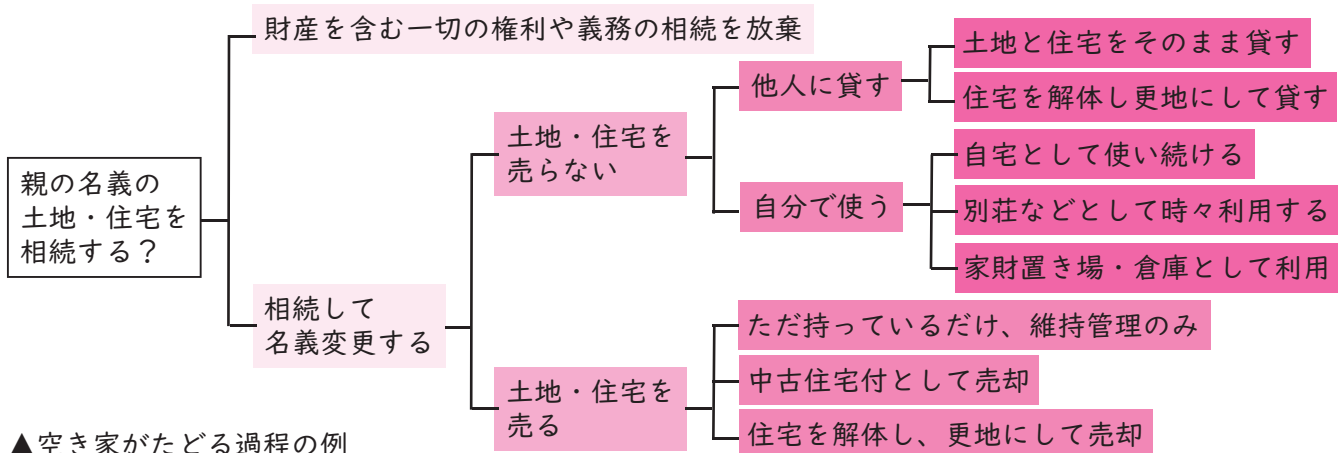 親の名義の
土地・住宅を
相続する？
財産を含む一切の権利や義務の相続を放棄
相続して
名義変更する
土地・住宅を
売らない
他人に貸す
土地と住宅をそのまま貸す
住宅を解体し更地にして貸す
自分で使う
自宅として使い続ける
別荘などとして時々利用する
家財置き場・倉庫として利用
土地・住宅を
売る
ただ持っているだけ、維持管理のみ
中古住宅付として売却
住宅を解体し、更地にして売却
▲空き家がたどる過程の例